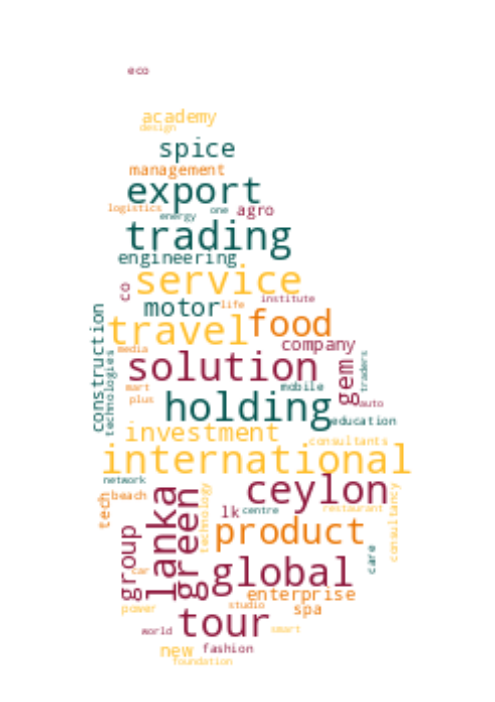 eco
academy
design
spice
management
export
logistics
one
agro
energy
trading
engineering
service
co
motor
life
institute
travel
food
construction
company
media
technologies
solution
gem
traders
mobile
mart
plus
auto
holding
education
investment
consultants
international
network
ceylon
tech
beach
lanka
green
technology
lk
centre
restaurant
consultancy
product
group
care
car
global
enterprise
power
studio
spa
tour
world
smart
new
fashion
foundation